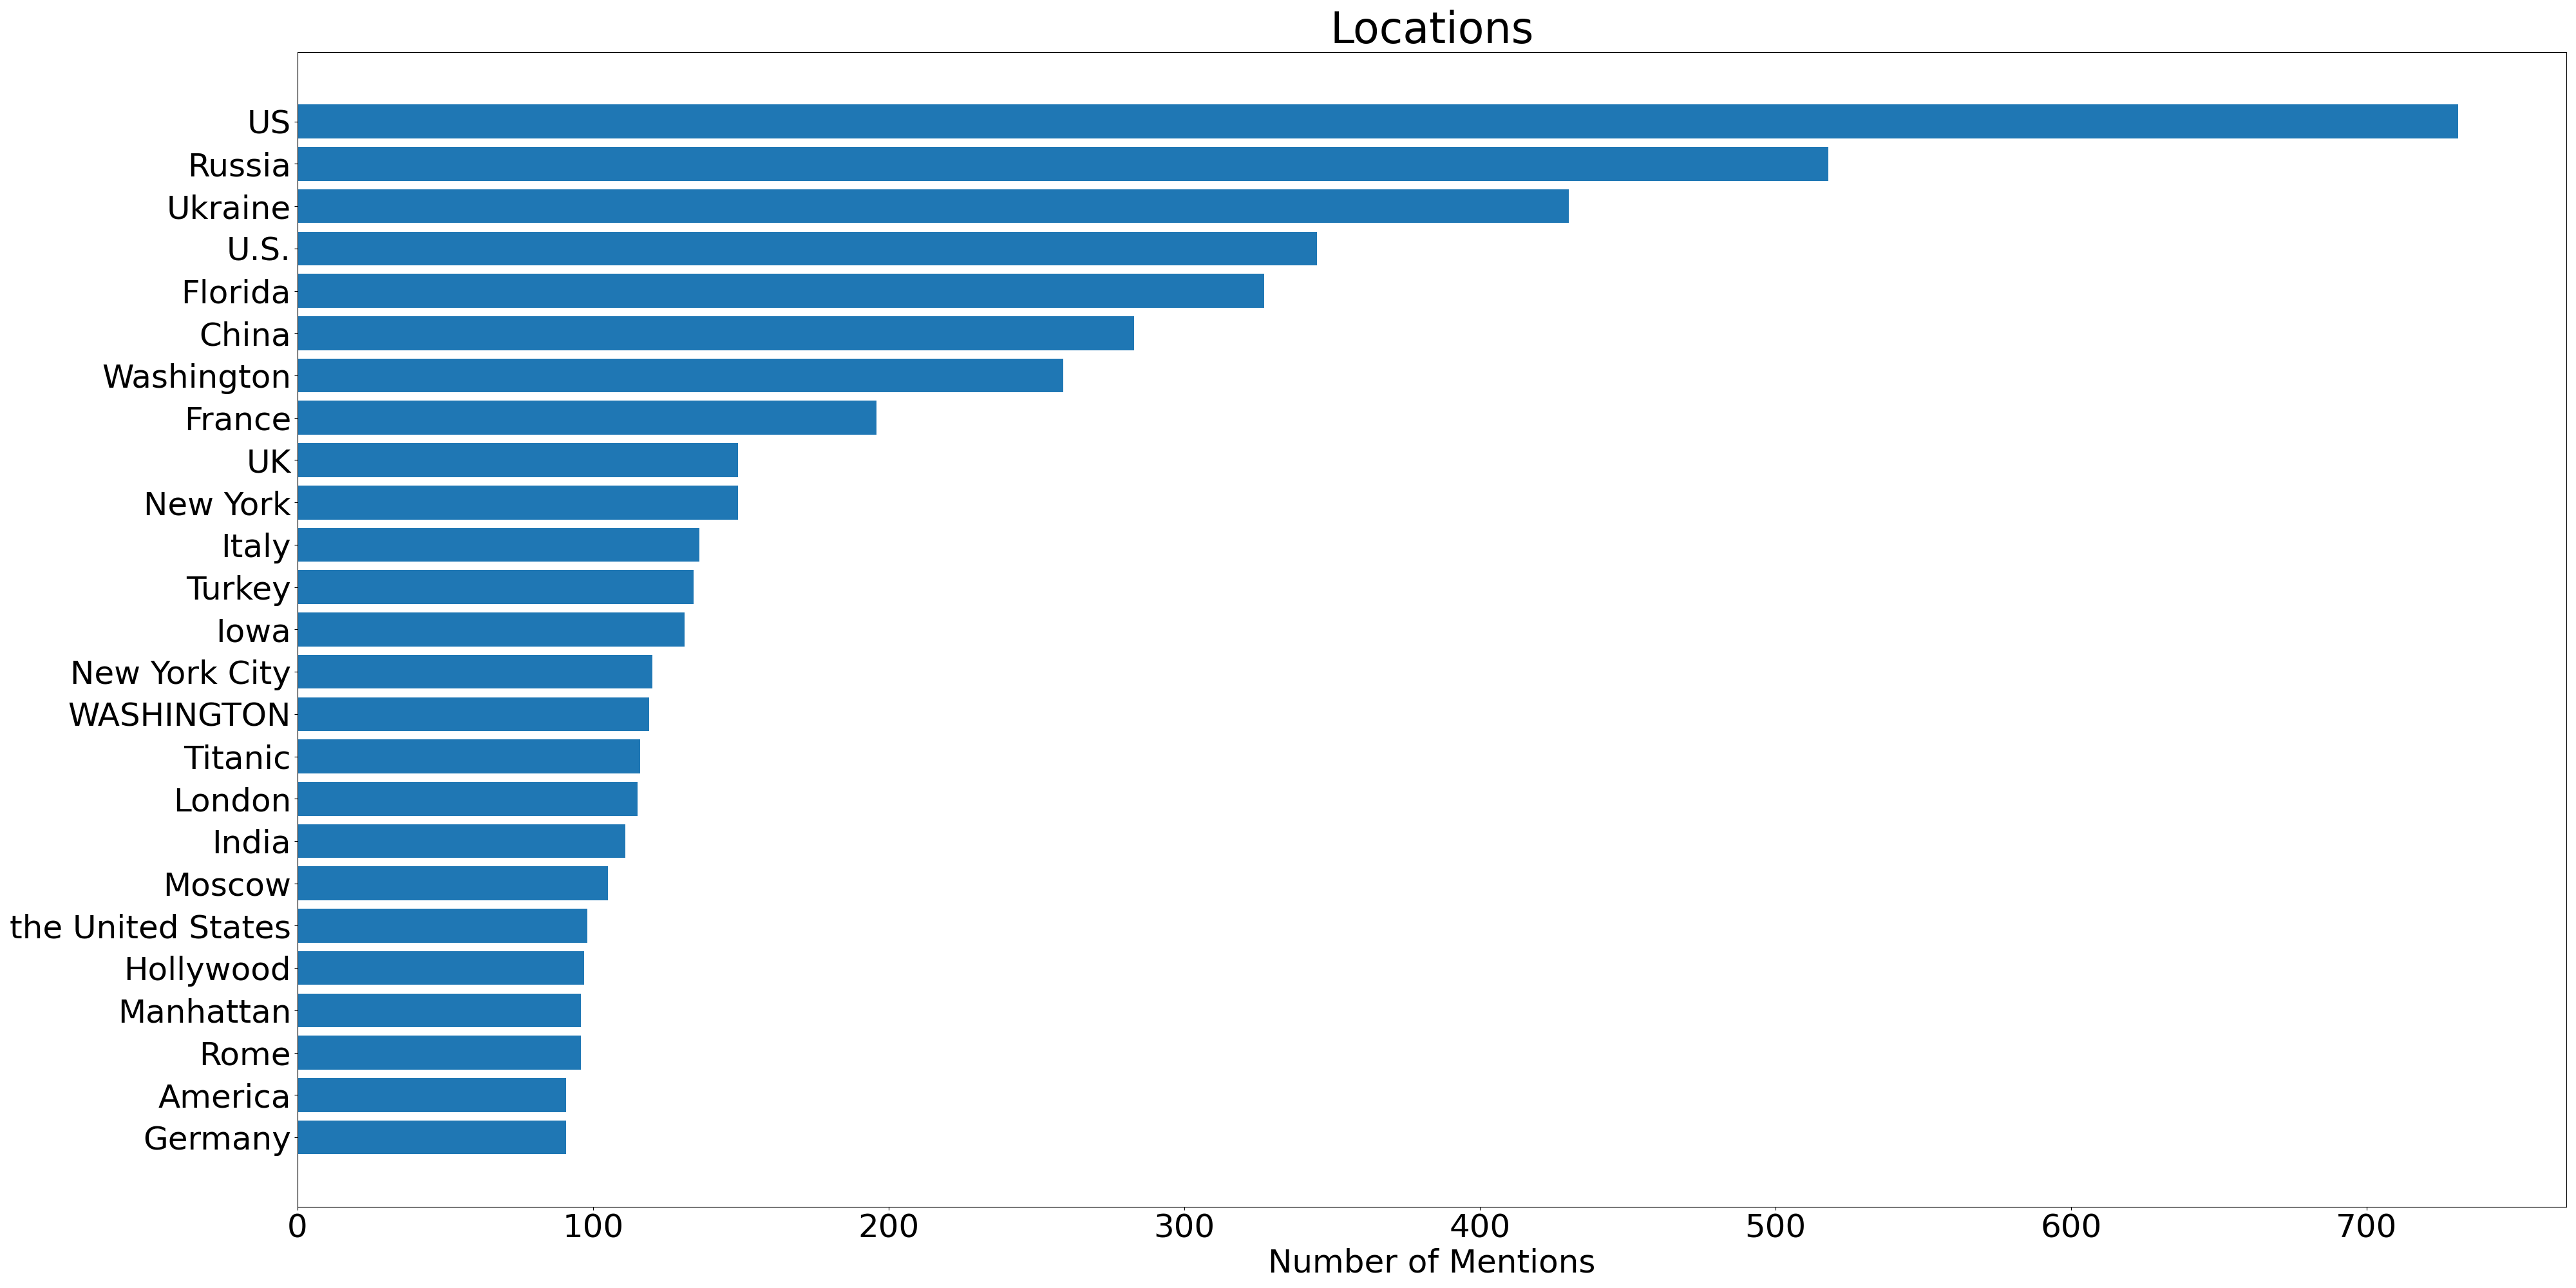 Locations
US
Russia
Ukraine
U.S.
Florida
China
Washington
France
UK
New York
Italy
Turkey
Iowa
New York City
WASHINGTON
Titanic
London
India
Moscow
the United States
Hollywood
Manhattan
Rome
America
Germany
0 100 200 300 400 500 600 700
Number of Mentions